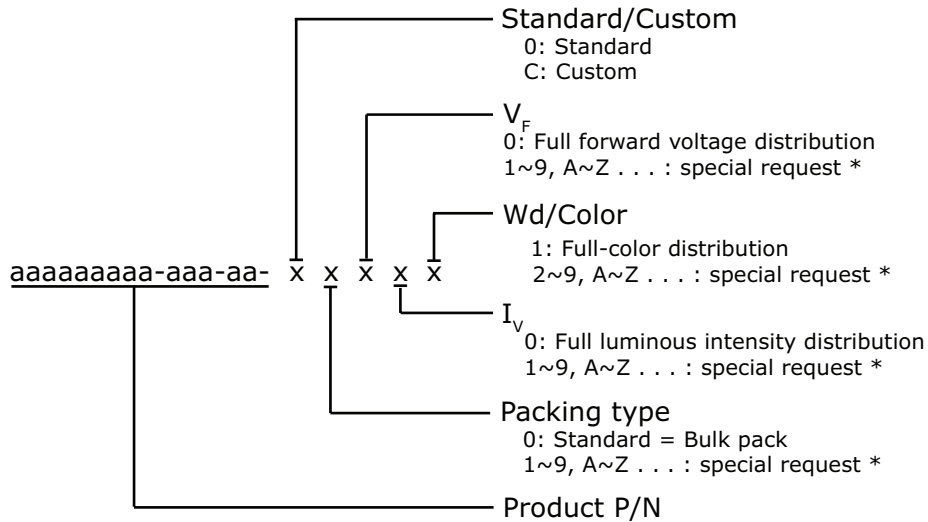 Standard/Custom
0: Standard
C: Custom
VF
0: Full forward voltage distribution
1~9, A~Z . . . : special request *
Wd/Color
1: Full-color distribution
2~9, A~Z . . . : special request *
aaaaaaaaa-aaa-aa- x x x x x
IV
0: Full luminous intensity distribution
1~9, A~Z . . . : special request *
Packing type
0: Standard = Bulk pack
1~9, A~Z . . . : special request *
Product P/N